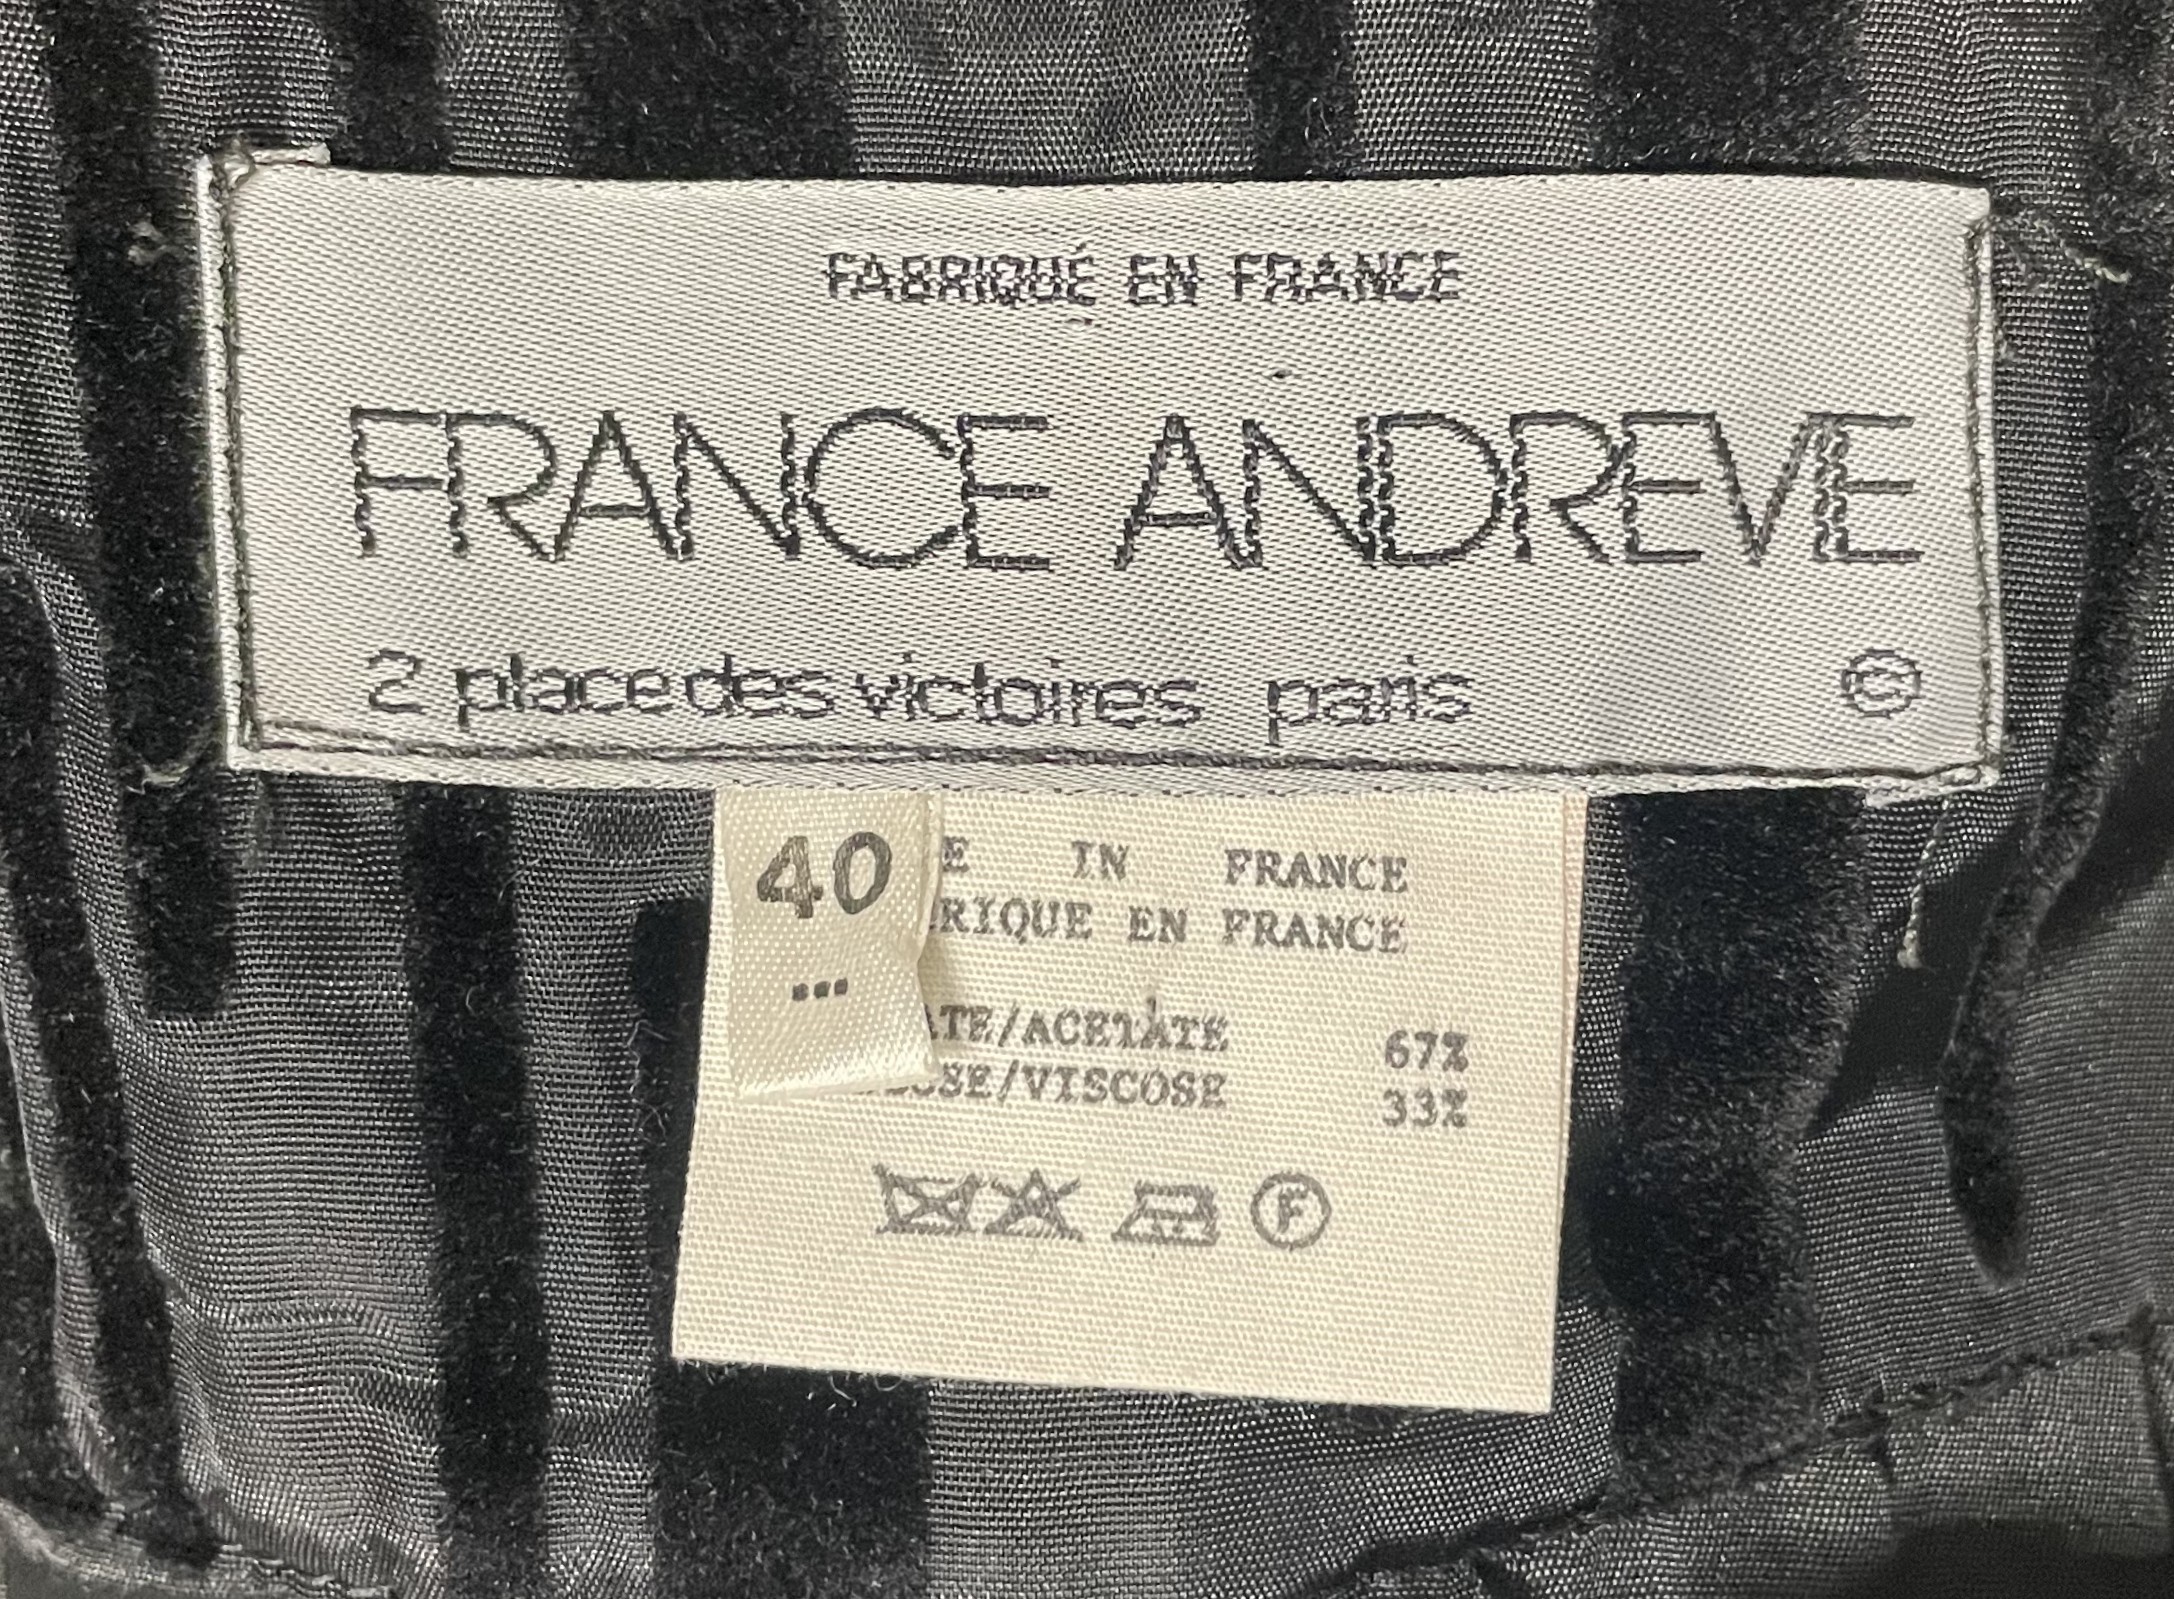 FABRIQUÉ EN FRANCE
FRANCE ANDREVE
2 place des victoires paris ©
40
E IN FRANCE
RIQUE EN FRANCE
TE/ACETATE 67%
OSE/VISCOSE 33%
F